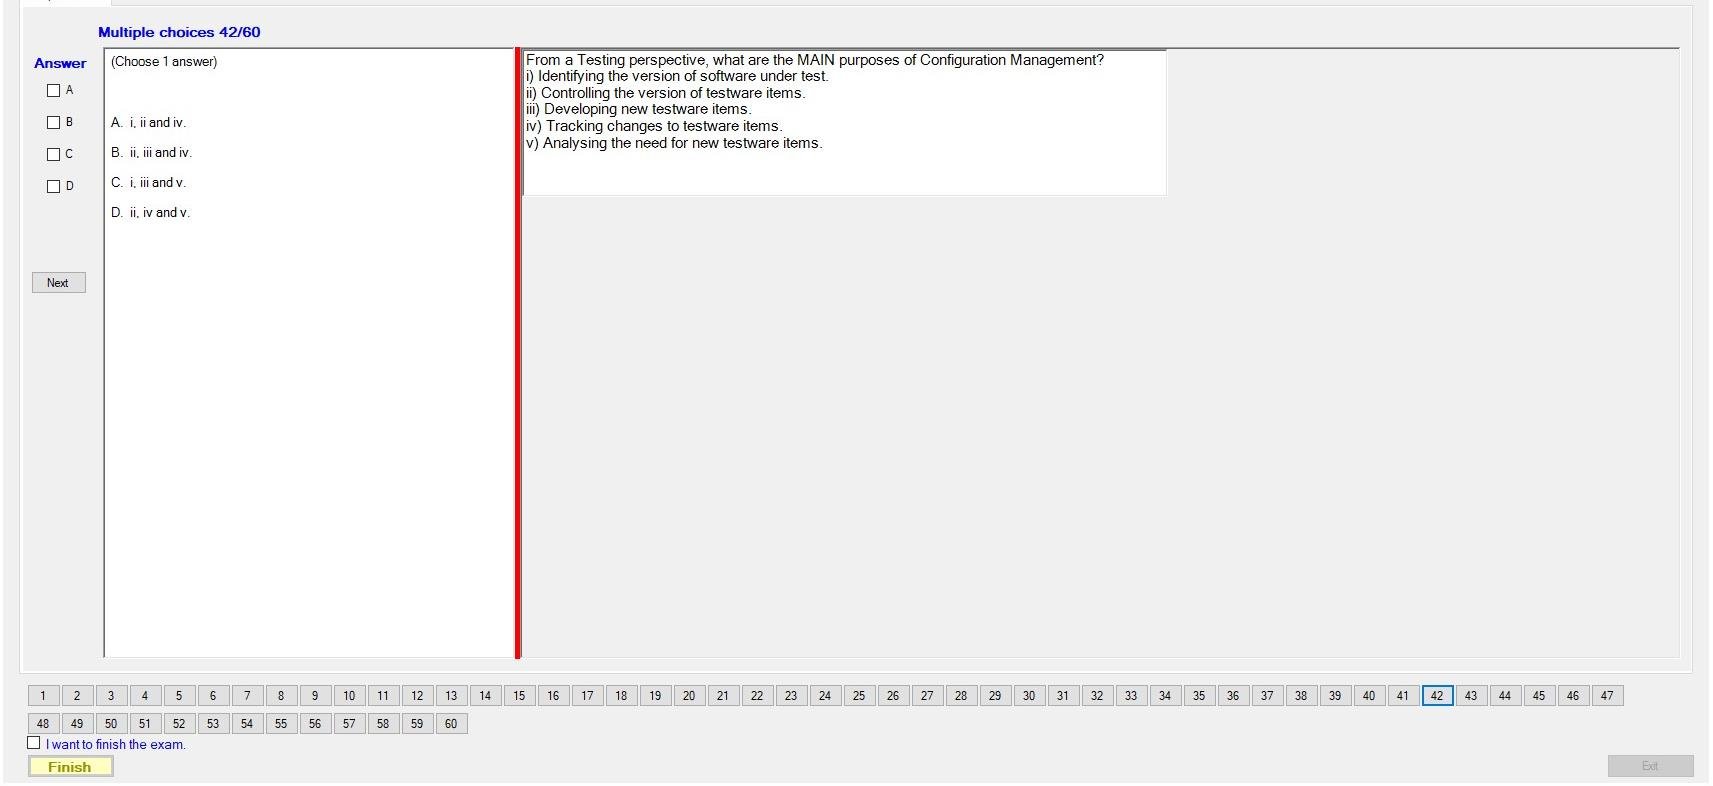 Multiple choices 42/60
Answer
A
B
C
D
Next
(Choose 1 answer)
A. i, ii and iv.
B. ii, iii and iv.
C. i, iii and v.
D. ii, iv and v.
From a Testing perspective, what are the MAIN purposes of Configuration Management?
i) Identifying the version of software under test.
ii) Controlling the version of testware items.
iii) Developing new testware items.
iv) Tracking changes to testware items.
v) Analysing the need for new testware items.
1 2 3 4 5 6 7 8 9 10 11 12 13 14 15 16 17 18 19 20 21 22 23 24 25 26 27 28 29 30 31 32 33 34 35 36 37 38 39 40 41 42 43 44 45 46 47
48 49 50 51 52 53 54 55 56 57 58 59 60
I want to finish the exam.
Finish
Exit